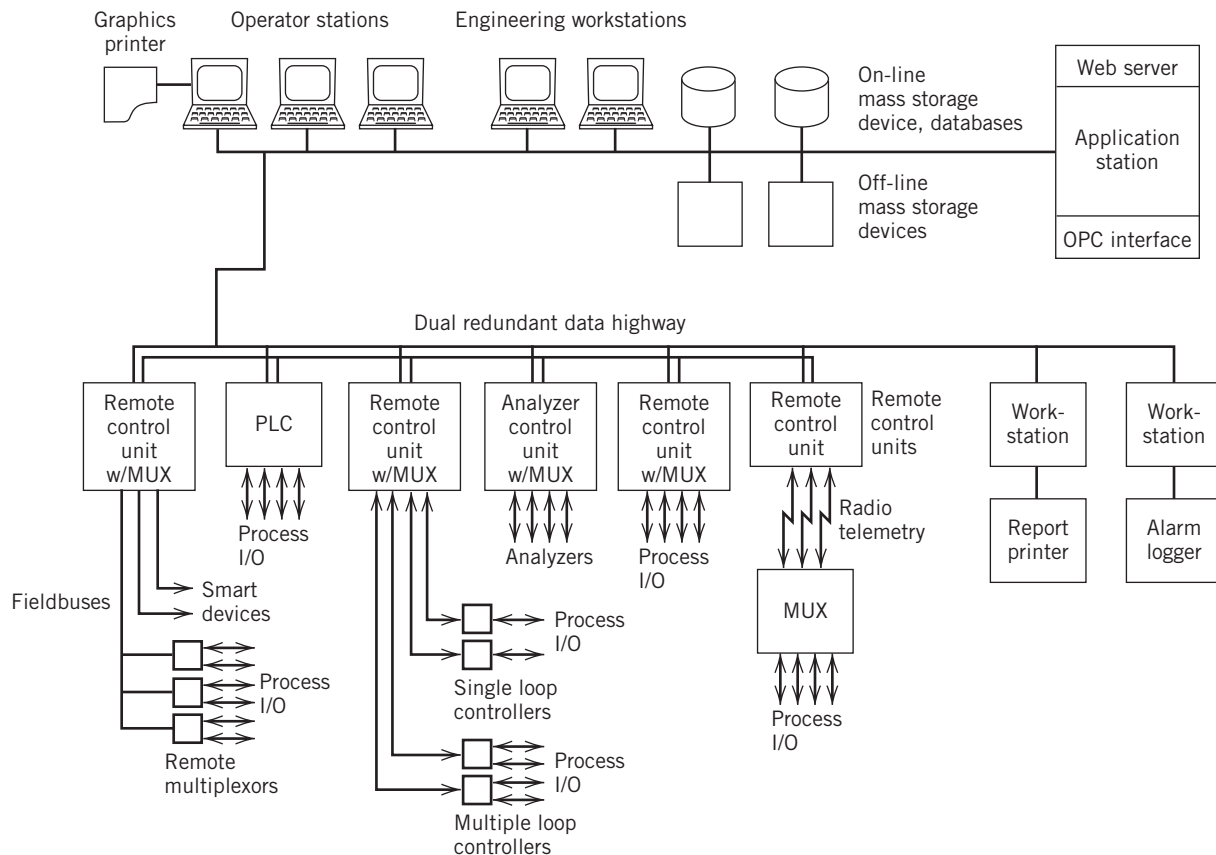 Graphics
printer
Operator stations
Engineering workstations
On-line
mass storage
device, databases
Web server
Application
station
OPC interface
Off-line
mass storage
devices
Dual redundant data highway
Remote
control
unit
w/MUX
PLC
Remote
control
unit
w/MUX
Analyzer
control
unit
w/MUX
Remote
control
unit
w/MUX
Remote
control
unit
Remote
control
units
Work-
station
Work-
station
Process
I/O
Analyzers
Process
I/O
Radio
telemetry
Report
printer
Alarm
logger
Fieldbuses
Smart
devices
Process
I/O
Remote
multiplexors
Process
I/O
Single loop
controllers
Process
I/O
Multiple loop
controllers
MUX
Process
I/O